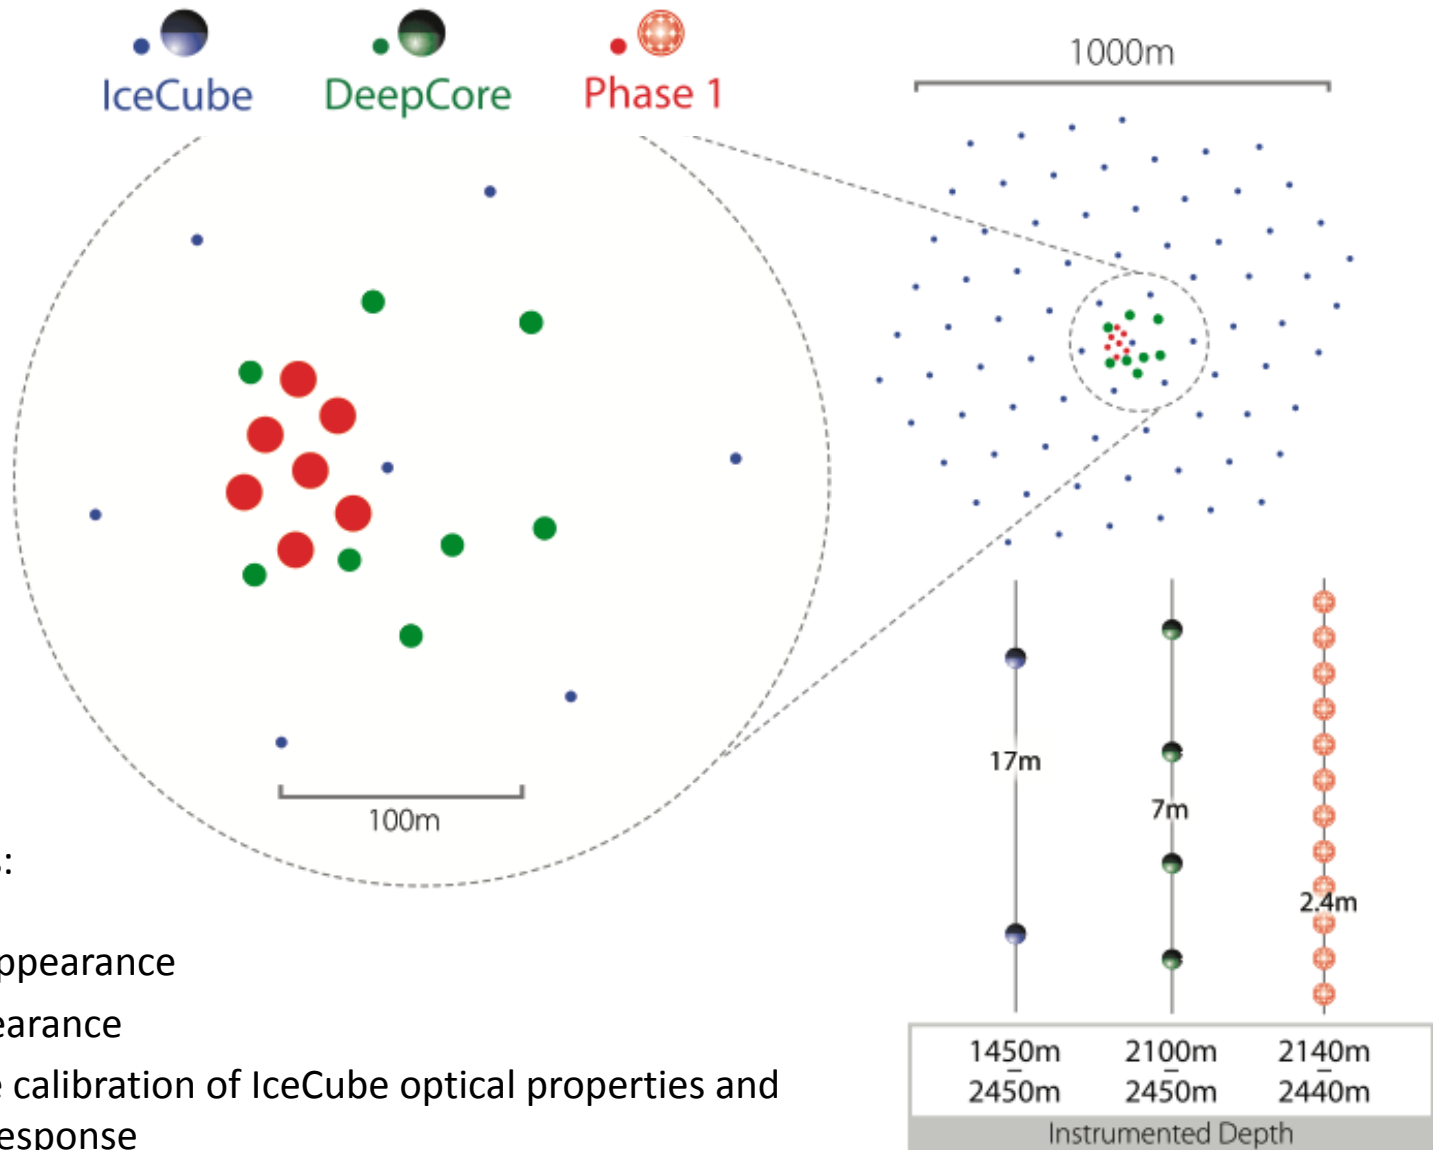 IceCube DeepCore Phase 1
1000m
100m
17m
7m
2.4m
1450m 2100m 2140m
– – –
2450m 2450m 2440m
Instrumented Depth
s:
ppearance
earance
e calibration of IceCube optical properties and
esponse